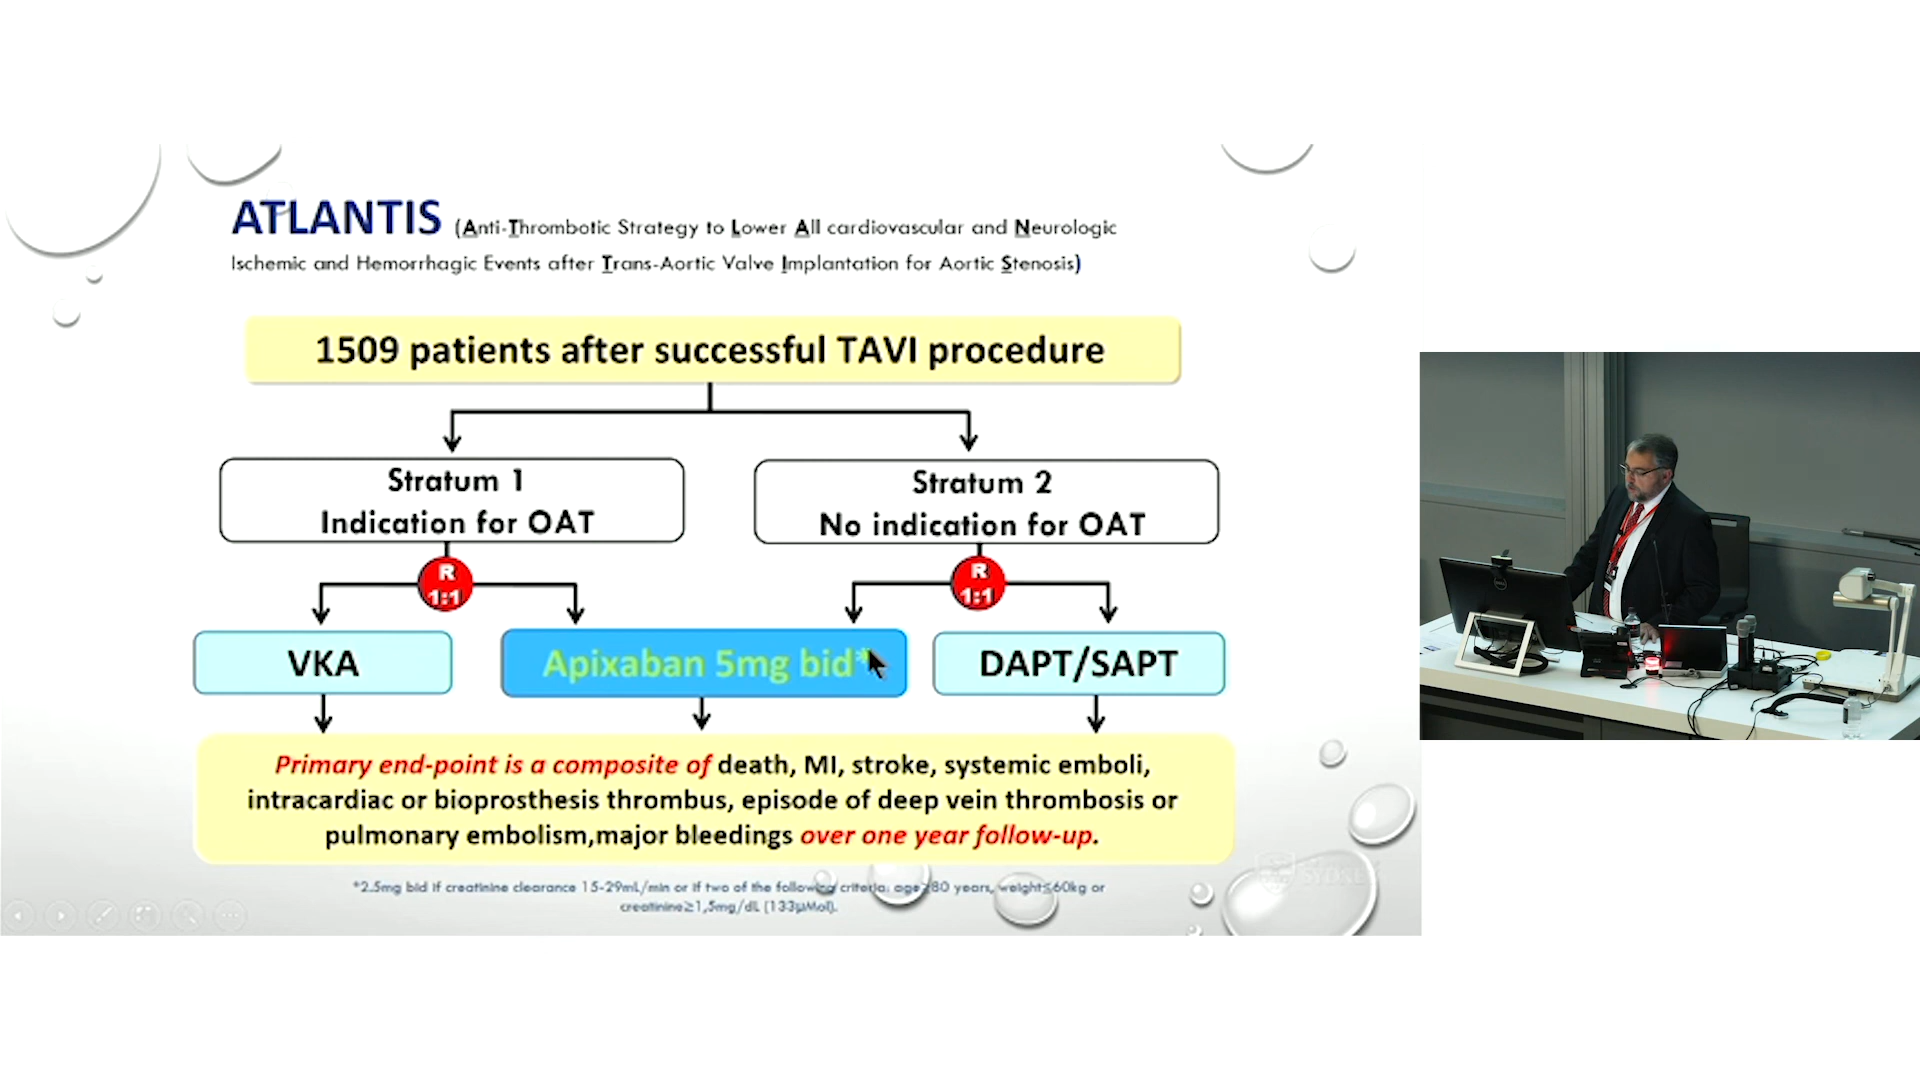 ATLANTIS (Anti-Thrombotic Strategy to Lower All cardiovascular and Neurologic
Ischemic and Hemorrhagic Events after Trans-Aortic Valve Implantation for Aortic Stenosis)
1509 patients after successful TAVI procedure
Stratum 1
Indication for OAT
Stratum 2
No indication for OAT
R
1:1
R
1:1
VKA
Apixaban 5mg bid*
DAPT/SAPT
Primary end-point is a composite of death, MI, stroke, systemic emboli,
intracardiac or bioprosthesis thrombus, episode of deep vein thrombosis or
pulmonary embolism,major bleedings over one year follow-up.
*2.5mg bid if creatinine clearance 15-29mL/min or if two of the following criteria: age≥80 years, weight≤60kg or
creatinine≥1,5mg/dL (133µMol).
SYDNEY